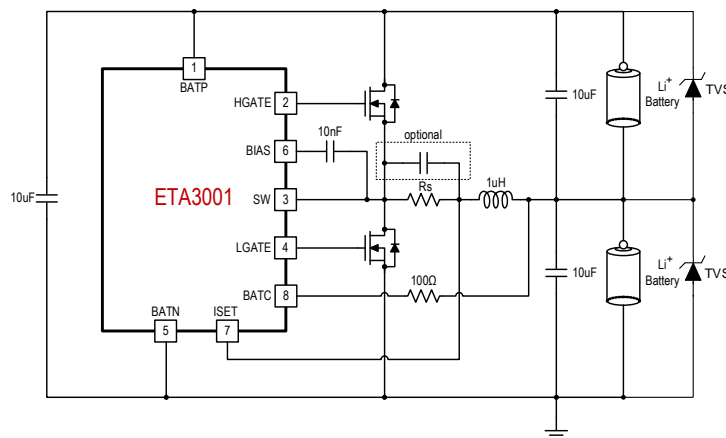 1
BATP
HGATE 2
10nF
BIAS 6
optional
ETA3001
SW 3
Rs
1uH
10uF
LGATE 4
100Ω
BATC 8
BATN ISET
5 7
10uF
Li+
Battery
TVS
10uF
Li+
Battery
TVS